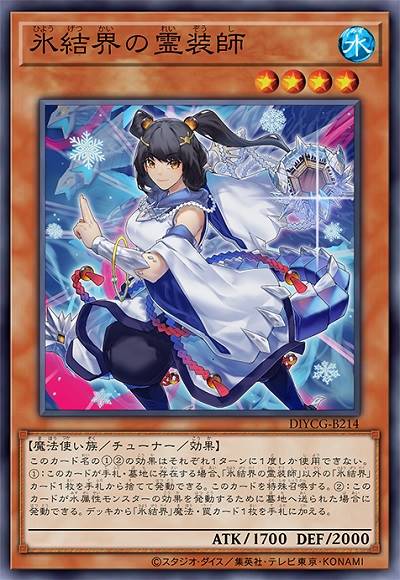 氷結界の霊装師
水
DIYCG-B214
【魔法使い族／チューナー／効果】
このカード名の①②の効果はそれぞれ1ターンに1度しか使用できない。
①：このカードが手札・墓地に存在する場合、「氷結界の霊装師」以外の「氷結界」
カード1枚を手札から捨てて発動できる。このカードを特殊召喚する。②：このカー
ドが水属性モンスターの効果を発動するために墓地へ送られた場合に
発動できる。デッキから「氷結界」魔法・罠カード1枚を手札に加える。
ATK/1700 DEF/2000
©スタジオ・ダイス／集英社・テレビ東京・KONAMI